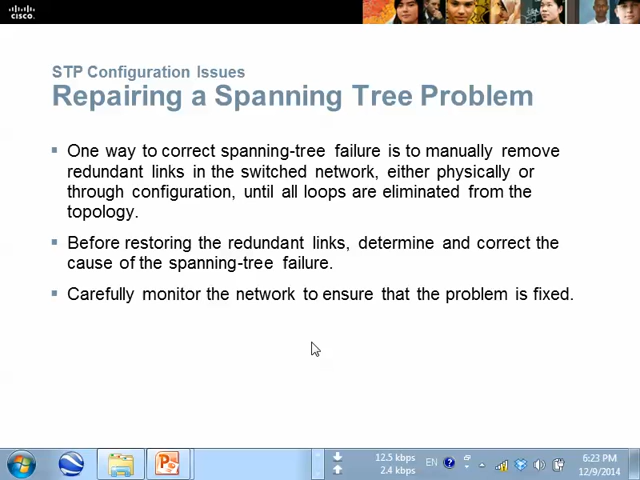 CISCO
STP Configuration Issues
Repairing a Spanning Tree Problem
One way to correct spanning-tree failure is to manually remove
redundant links in the switched network, either physically or
through configuration, until all loops are eliminated from the
topology.
Before restoring the redundant links, determine and correct the
cause of the spanning-tree failure.
Carefully monitor the network to ensure that the problem is fixed.
12.5 kbps
2.4 kbps
EN
6:23 PM
12/9/2014